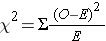 χ² = Σ (O−E)² / E